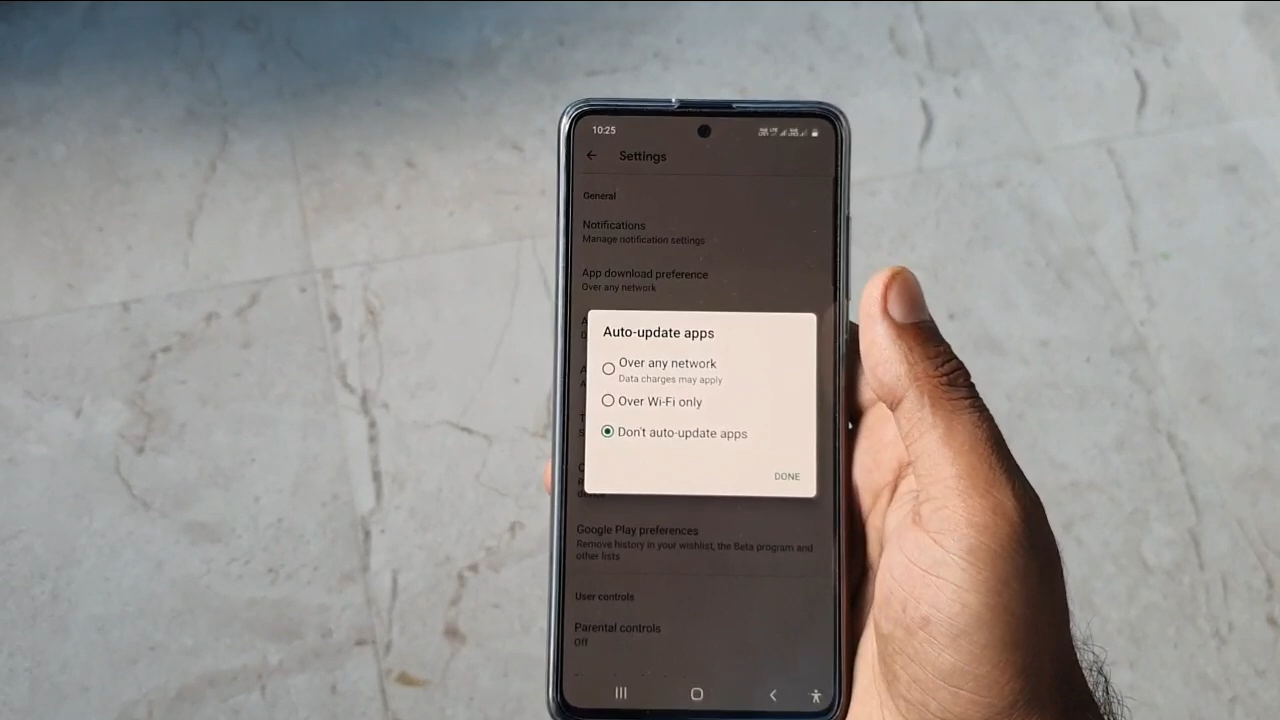 10:25
Settings
General
Notifications
Manage notification settings
App download preference
Over any network
Auto-update apps
Over any network
Data charges may apply
Over Wi-Fi only
Don't auto-update apps
DONE
Google Play preferences
Remove history in your wishlist, the Beta program and
other lists
User controls
Parental controls
Off